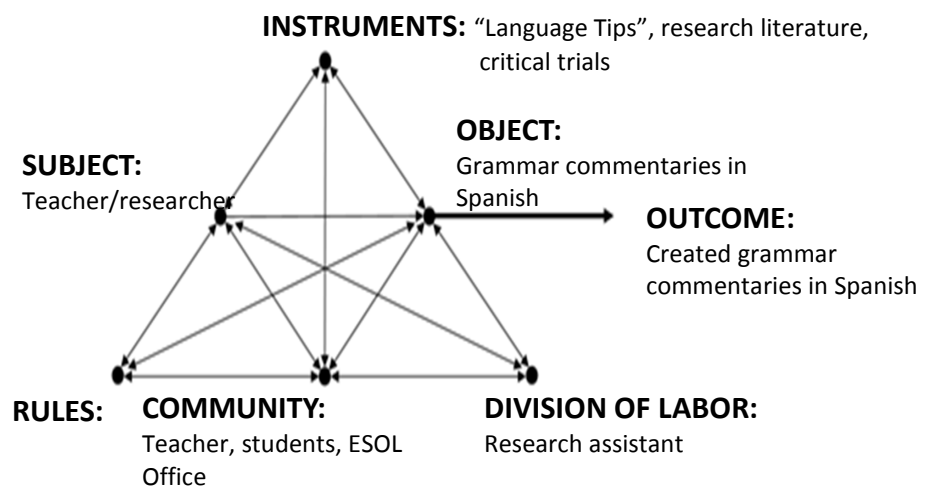 INSTRUMENTS: “Language Tips”, research literature,
critical trials
OBJECT:
Grammar commentaries in
Spanish
SUBJECT:
Teacher/researcher
OUTCOME:
Created grammar
commentaries in Spanish
RULES:
COMMUNITY:
Teacher, students, ESOL
Office
DIVISION OF LABOR:
Research assistant